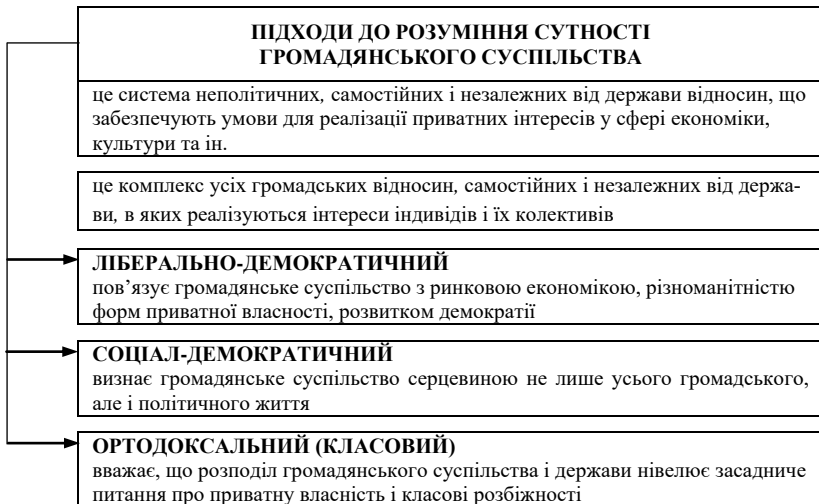 ПІДХОДИ ДО РОЗУМІННЯ СУТНОСТІ
ГРОМАДЯНСЬКОГО СУСПІЛЬСТВА
це система неполітичних, самостійних і незалежних від держави відносин, що
забезпечують умови для реалізації приватних інтересів у сфері економіки,
культури та ін.
це комплекс усіх громадських відносин, самостійних і незалежних від держа-
ви, в яких реалізуються інтереси індивідів і їх колективів
ЛІБЕРАЛЬНО-ДЕМОКРАТИЧНИЙ
пов’язує громадянське суспільство з ринковою економікою, різноманітністю
форм приватної власності, розвитком демократії
СОЦІАЛ-ДЕМОКРАТИЧНИЙ
визнає громадянське суспільство серцевиною не лише усього громадського,
але і політичного життя
ОРТОДОКСАЛЬНИЙ (КЛАСОВИЙ)
вважає, що розподіл громадянського суспільства і держави нівелює засадниче
питання про приватну власність і класові розбіжності